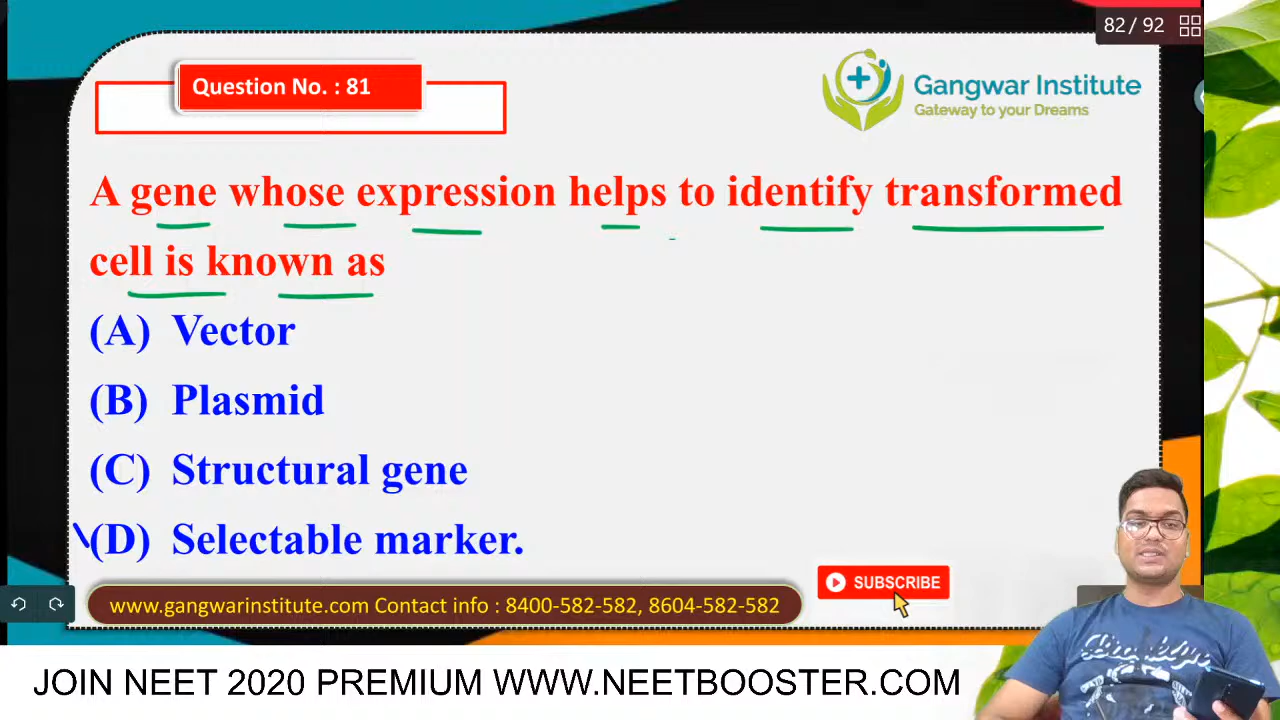 82 / 92
Question No. : 81
Gangwar Institute
Gateway to your Dreams
A gene whose expression helps to identify transformed
cell is known as
(A) Vector
(B) Plasmid
(C) Structural gene
(D) Selectable marker.
www.gangwarinstitute.com Contact info : 8400-582-582, 8604-582-582
SUBSCRIBE
JOIN NEET 2020 PREMIUM WWW.NEETBOOSTER.COM